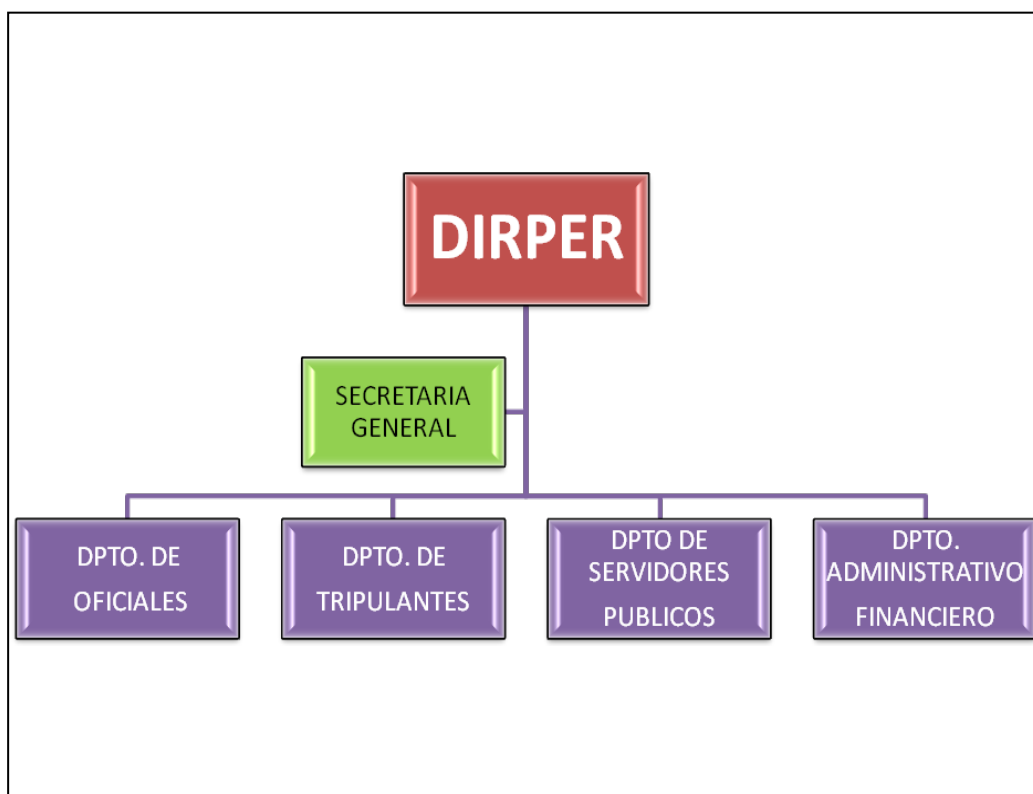 DIRPER
SECRETARIA
GENERAL
DPTO. DE
OFICIALES
DPTO. DE
TRIPULANTES
DPTO DE
SERVIDORES
PUBLICOS
DPTO.
ADMINISTRATIVO
FINANCIERO